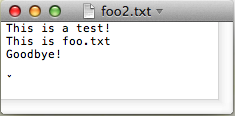 foo2.txt
This is a test!
This is foo.txt
Goodbye!